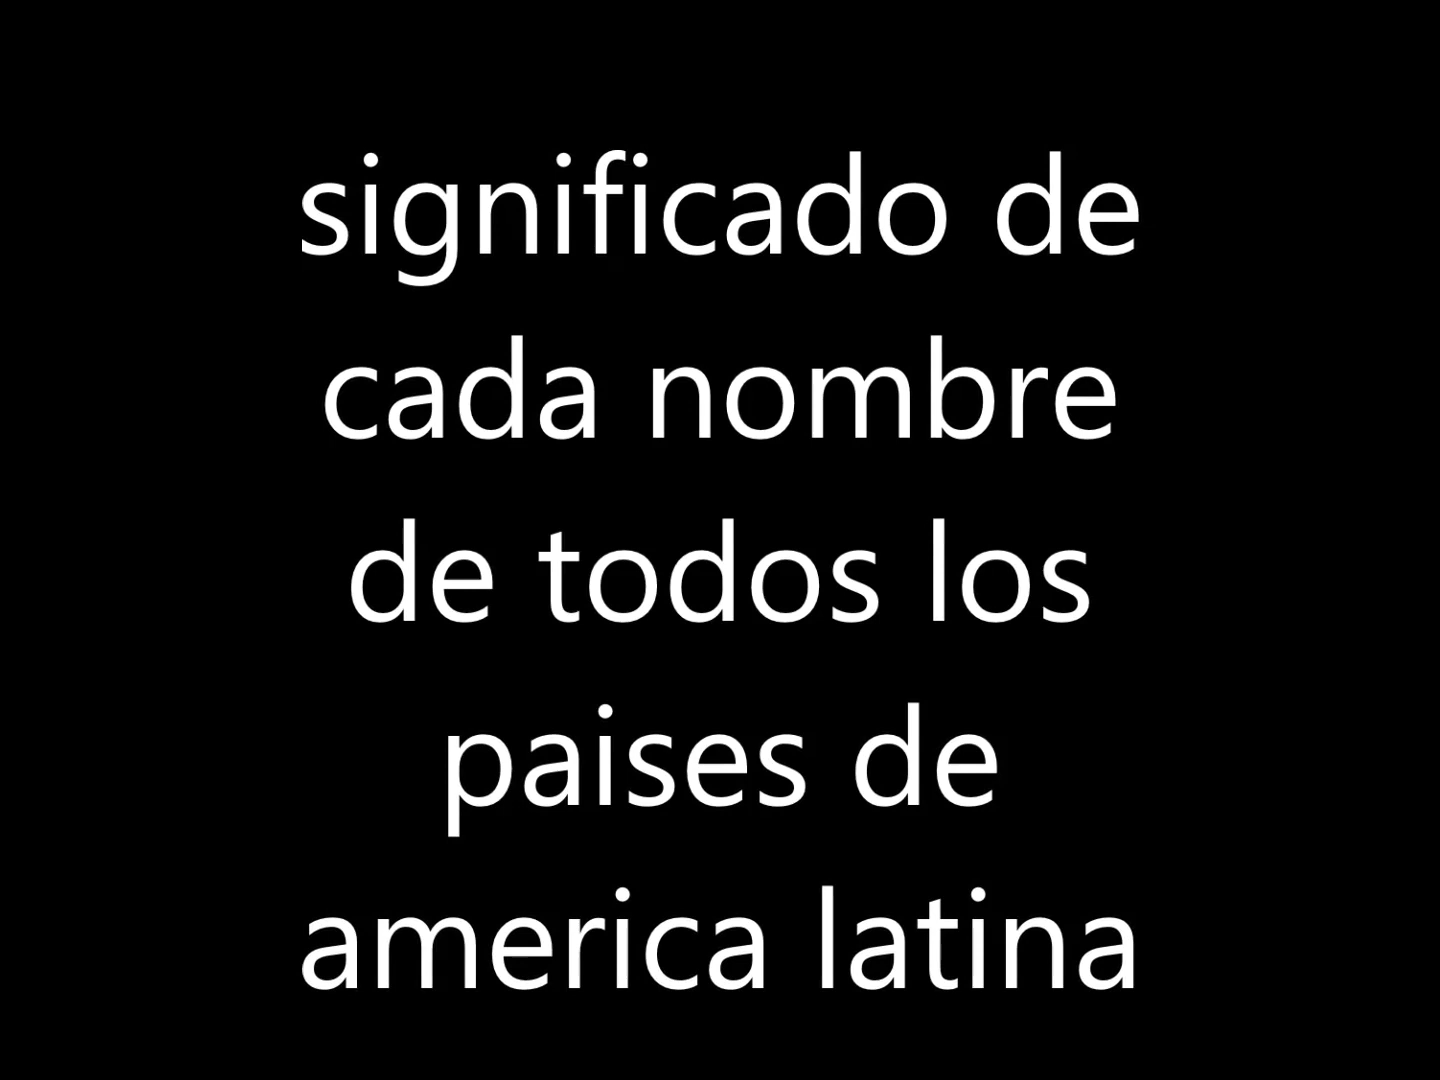 significado de
cada nombre
de todos los
paises de
america latina